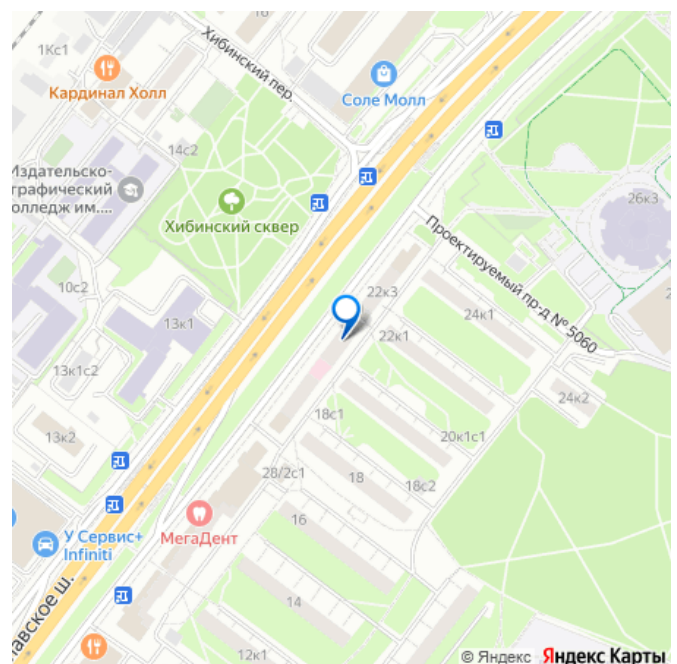 16
1Кс1
Хибинский пер.
Кардинал Холл
Соле Молл
14с2
Издательско-
графический
колледж им....
Хибинский сквер
26к3
Проектируемый пр-д № 5060
10с2
22к3
24к1
13к1
22к1
13к1с2
24к2
18с1
20к1с1
13к2
28/2с1
18
18с2
МегаДент
16
У Сервис+
Infiniti
14
авское ш.
12к1
© Яндекс Яндекс Карты